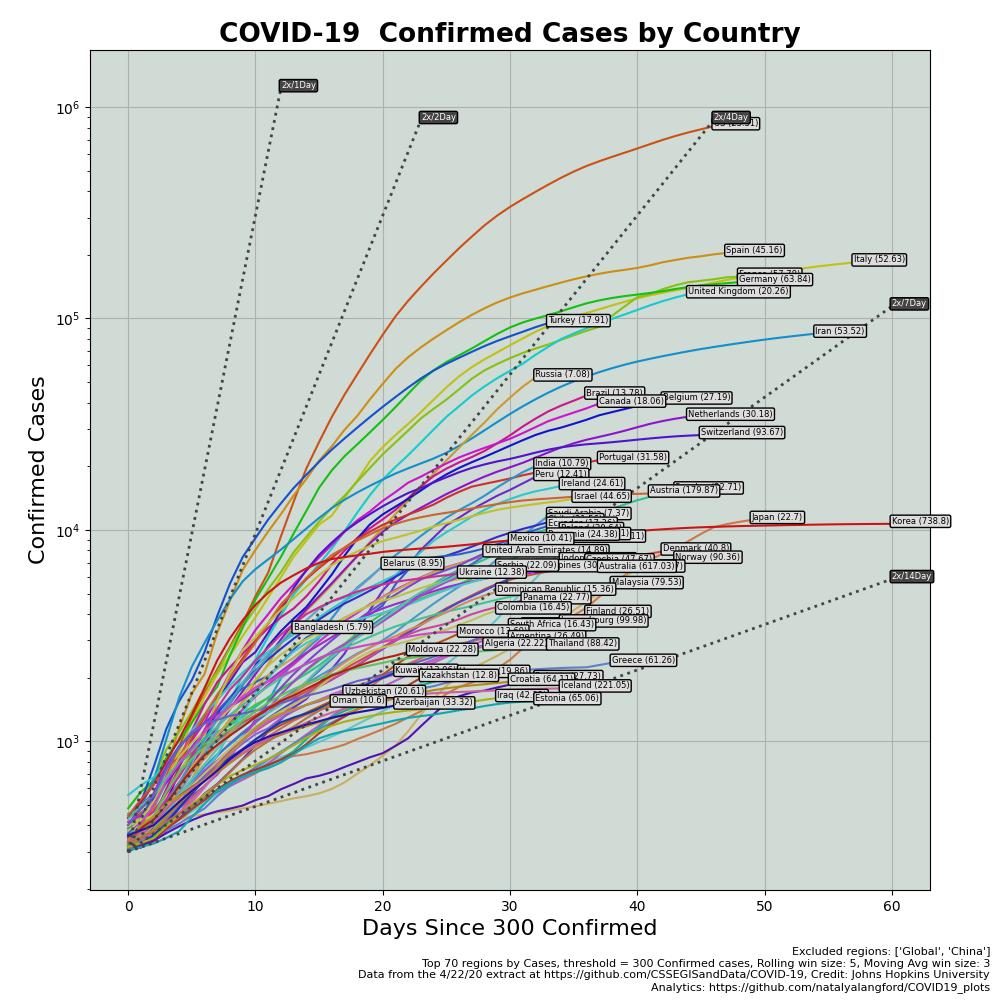 COVID-19  Confirmed Cases by Country
2x/1Day
2x/2Day
2x/4Day
Spain (45.16)
Italy (52.63)
Germany (63.84)
United Kingdom (20.26)
2x/7Day
Turkey (17.91)
Iran (53.52)
Russia (7.08)
Brazil (13.78)
Belgium (27.19)
Canada (18.06)
Netherlands (30.18)
Switzerland (93.67)
Portugal (31.58)
India (10.79)
Peru (12.41)
Ireland (24.61)
Austria (179.87)
Israel (44.65)
Saudi Arabia (7.37)
Japan (22.7)
Korea (738.8)
Mexico (10.41)
United Arab Emirates (14.89)
Denmark (40.8)
Norway (90.36)
Belarus (8.95)
Serbia (22.09)
Australia (617.03)
Ukraine (12.38)
2x/14Day
Malaysia (79.53)
Dominican Republic (15.36)
Panama (22.77)
Colombia (16.45)
Finland (26.51)
South Africa (16.43)
Bangladesh (5.79)
Morocco
Argentina (26.49)
Algeria (22.22)
Thailand (88.42)
Moldova (22.28)
Greece (61.26)
Kazakhstan (12.8)
Croatia
Iceland (221.05)
Uzbekistan (20.61)
Oman (10.6)
Azerbaijan (33.32)
Iraq
Estonia (65.06)
10^6
10^5
10^4
10^3
Confirmed Cases
0 10 20 30 40 50 60
Days Since 300 Confirmed
Excluded regions: ['Global', 'China']
Top 70 regions by Cases, threshold = 300 Confirmed cases, Rolling win size: 5, Moving Avg win size: 3
Data from the 4/22/20 extract at https://github.com/CSSEGISandData/COVID-19, Credit: Johns Hopkins University
Analytics: https://github.com/natalyalangford/COVID19_plots